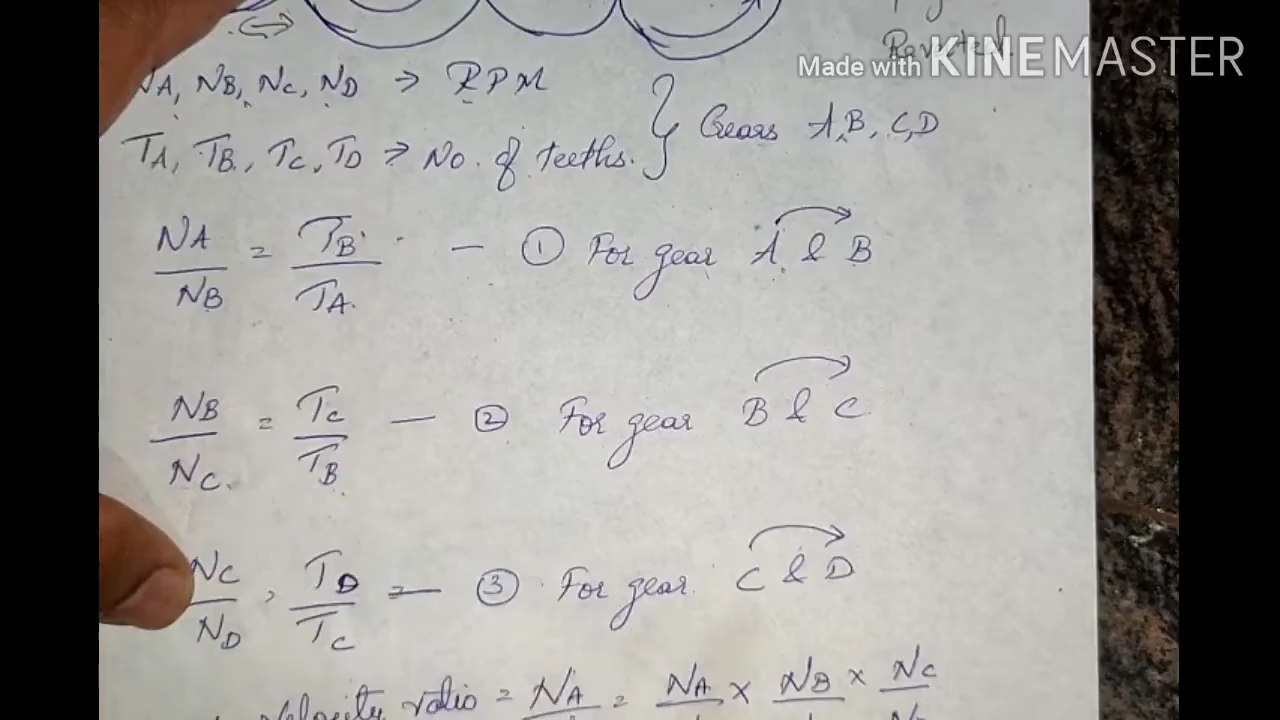 Made with KINEMASTER
NA, NB, NC, ND → RPM
TA, TB, TC, TD → No. of teeths. } Gears A, B, C, D
NA/NB = TB/TA — ① For gear A & B
NB/NC = TC/TB — ② For gear B & C
NC/ND = TD/TC — ③ For gear C & D
Velocity ratio = NA = NA × NB × NC